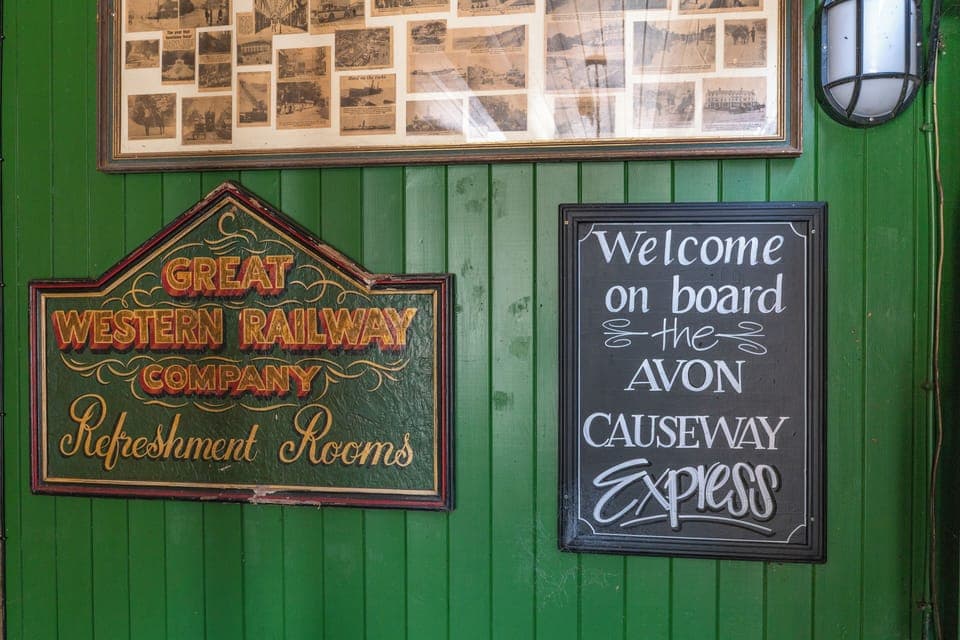 GREAT
WESTERN RAILWAY
COMPANY
Refreshment Rooms
Welcome
on board
the
AVON
CAUSEWAY
Express